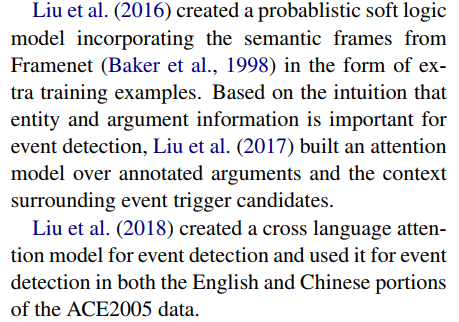 Liu et al. (2016) created a probablistic soft logic
model incorporating the semantic frames from
Framenet (Baker et al., 1998) in the form of ex-
tra training examples. Based on the intuition that
entity and argument information is important for
event detection, Liu et al. (2017) built an attention
model over annotated arguments and the context
surrounding event trigger candidates.
Liu et al. (2018) created a cross language atten-
tion model for event detection and used it for event
detection in both the English and Chinese portions
of the ACE2005 data.